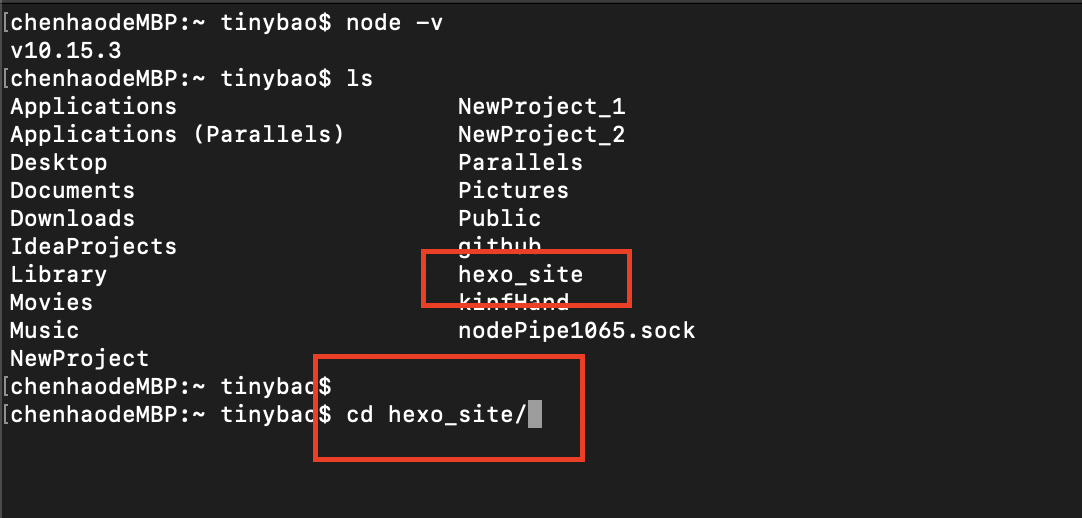 [chenhaodeMBP:~ tinybao$ node -v
v10.15.3
[chenhaodeMBP:~ tinybao$ ls
Applications NewProject_1
Applications (Parallels) NewProject_2
Desktop Parallels
Documents Pictures
Downloads Public
IdeaProjects github
Library hexo_site
Movies kinfHand
Music nodePipe1065.sock
NewProject
[chenhaodeMBP:~ tinybao$
[chenhaodeMBP:~ tinybao$ cd hexo_site/